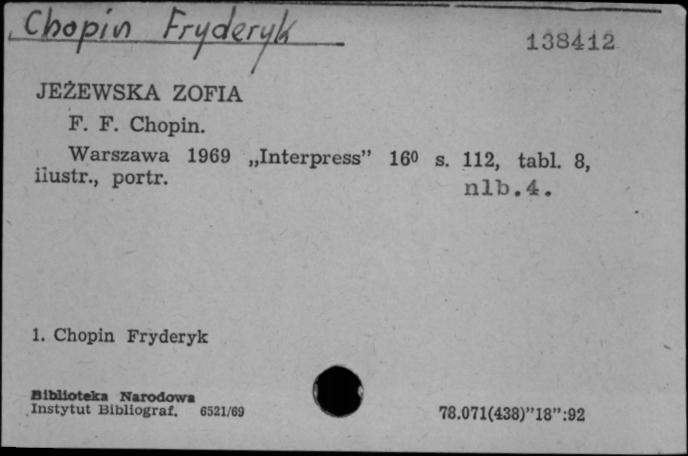 Chopin Fryderyk
138412
JEŻEWSKA ZOFIA
F. F. Chopin.
Warszawa 1969 „Interpress” 16⁰ s. 112, tabl. 8,
ilustr., portr.
nlb.4.
1. Chopin Fryderyk
Biblioteka Narodowa
Instytut Bibliograf. 6521/69
78.071(438)”18”:92